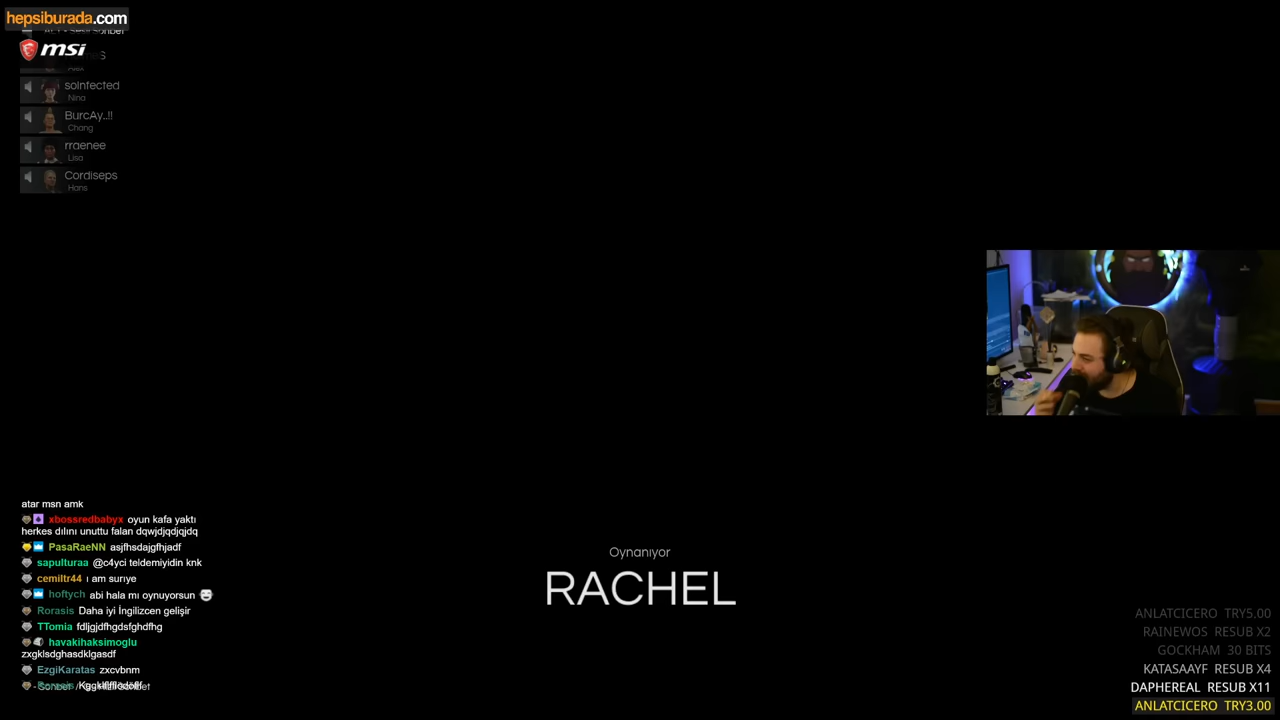 hepsiburada.com
msi
soInfected
Nina
BurcAy..!!
Chang
rraenee
Lisa
Cordiseps
Hans
atar msn amk
xbossredbabyx oyun kafa yaktı
herkes dılını unuttu falan dqwjdjqdjqjdq
PasaRaeNN asjfhsdajgfhjadf
sapulturaa @c4yci teldemiyidin knk
cemiltr44 ı am surıye
hoftych abi hala mı oynuyorsun
Rorasis Daha iyi İngilizcen gelişir
TTomia fdljgjdfhgdsfghdfhg
havakihaksimoglu
zxgklsdghasdklgasdf
EzgiKaratas zxcvbnm
Oynanıyor
RACHEL
ANLATCICERO TRY5.00
RAINEWOS RESUB X2
GOCKHAM 30 BITS
KATASAAYF RESUB X4
DAPHEREAL RESUB X11
ANLATCICERO TRY3.00